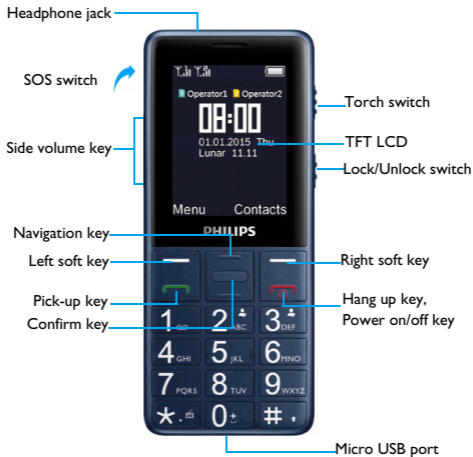 Headphone jack
SOS switch
Side volume key
Navigation key
Left soft key
Pick-up key
Confirm key
Torch switch
TFT LCD
Lock/Unlock switch
Right soft key
Hang up key,
Power on/off key
Micro USB port
1 Operator1 2 Operator2
08:00
01.01.2015 Thu
Lunar 11.11
Menu Contacts
PHILIPS
1 2 ABC 3 DEF
4 GHI 5 JKL 6 MNO
7 PQRS 8 TUV 9 WXYZ
* 0 + #